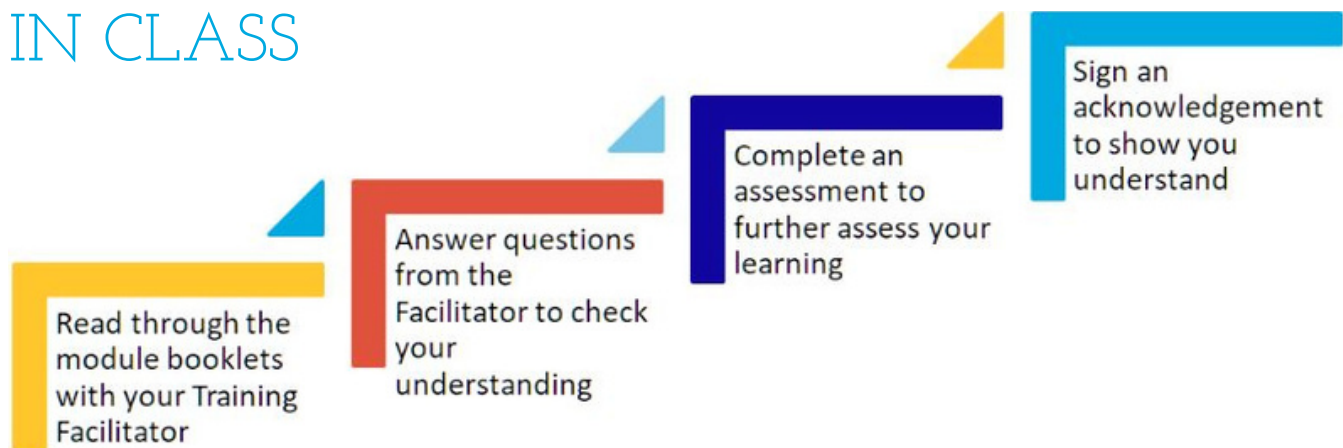 IN CLASS
Read through the
module booklets
with your Training
Facilitator
Answer questions
from the
Facilitator to check
your
understanding
Complete an
assessment to
further assess your
learning
Sign an
acknowledgement
to show you
understand